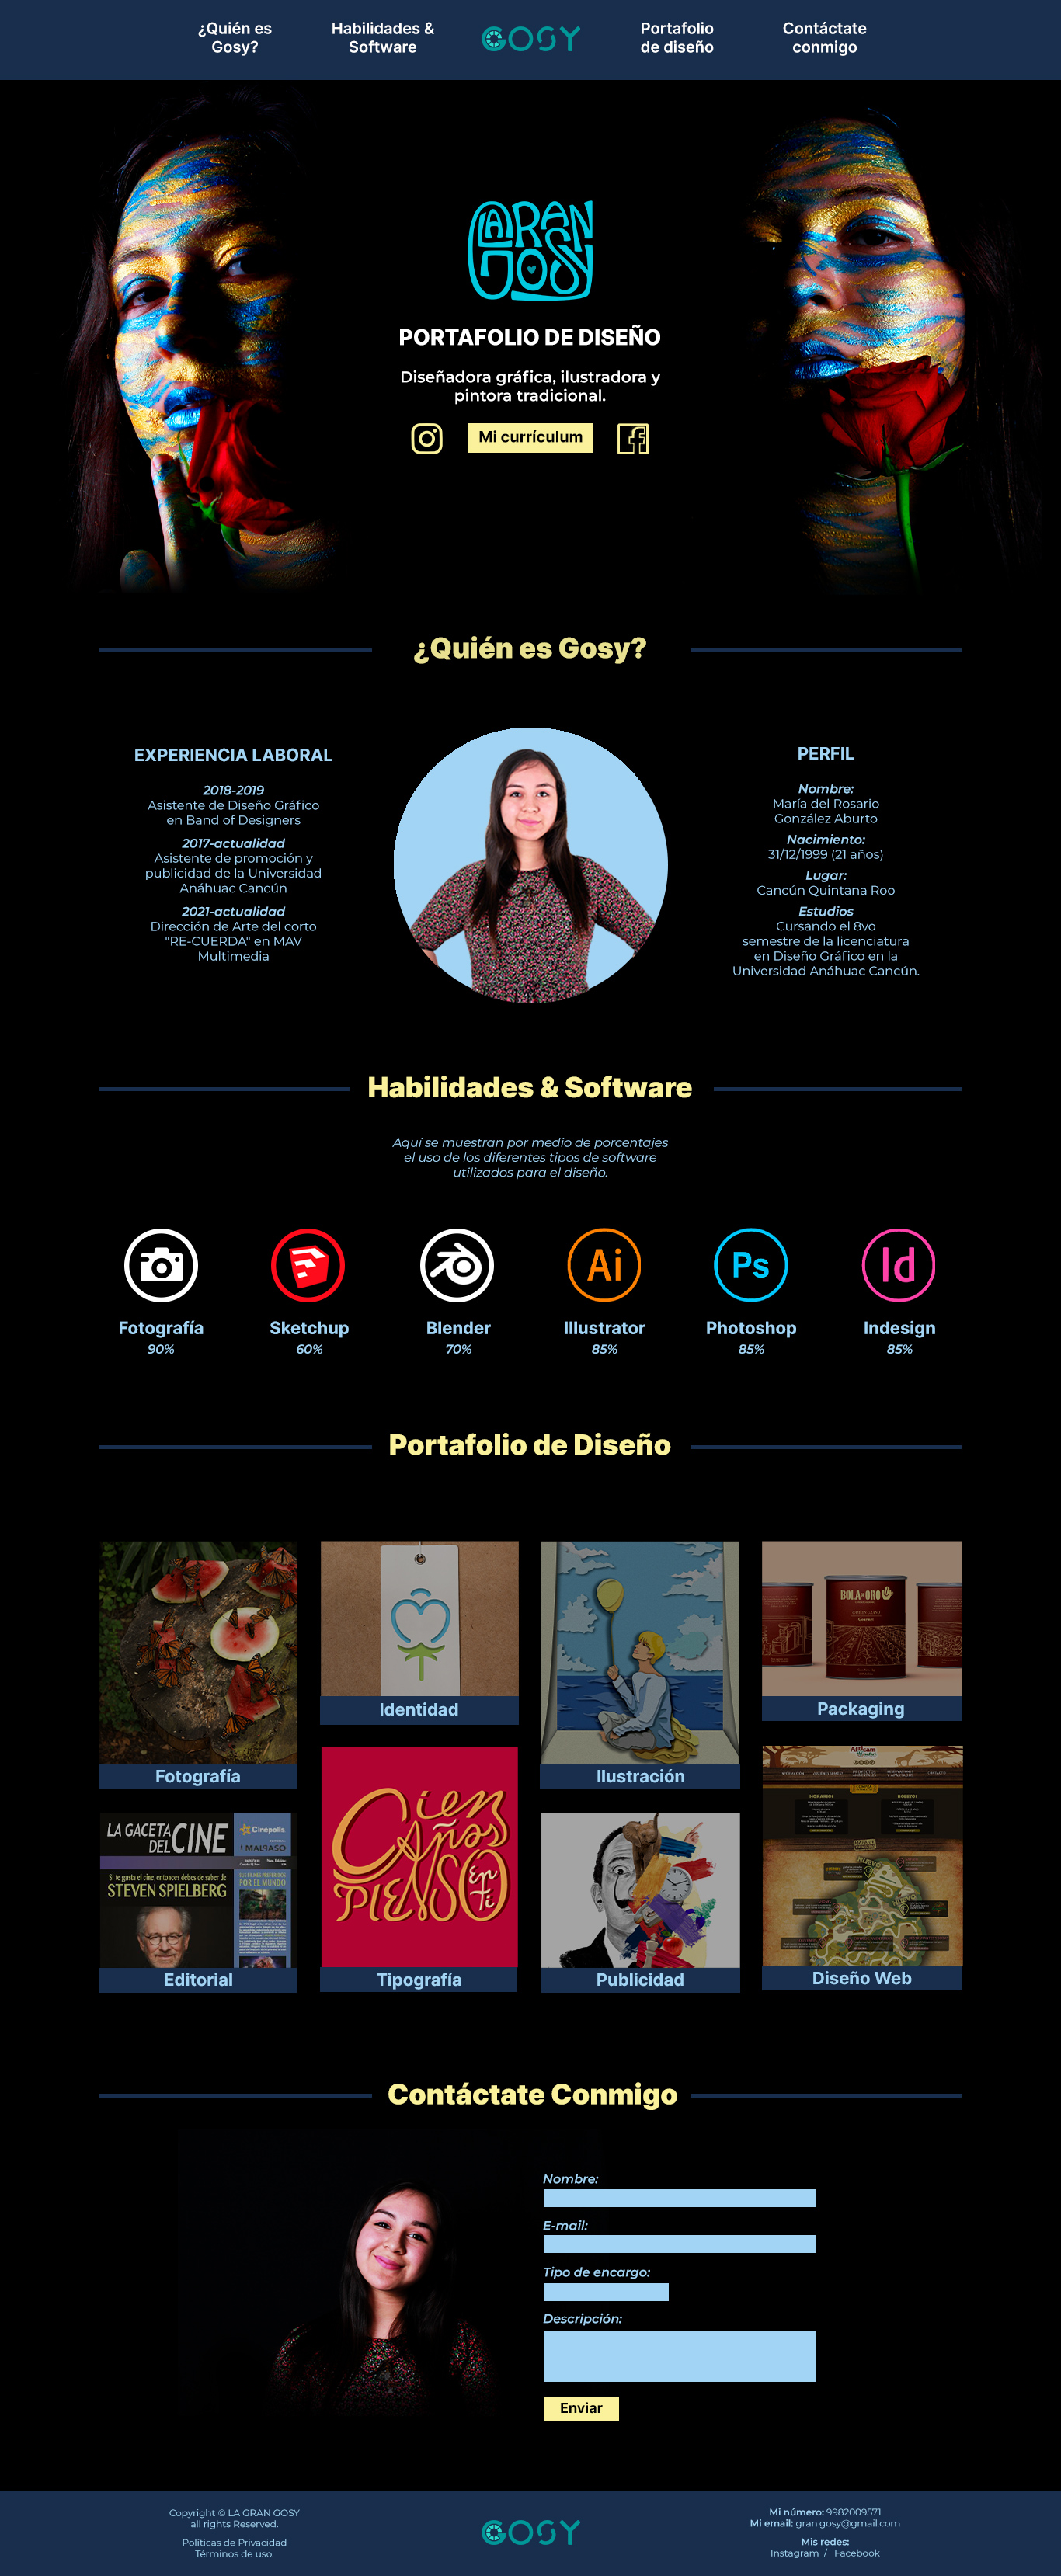 ¿Quién es
Gosy?
Habilidades &
Software
GOSY
Portafolio
de diseño
Contáctate
conmigo
LA GRAN
GOSY
PORTAFOLIO DE DISEÑO
Diseñadora gráfica, ilustradora y
pintora tradicional.
Mi currículum
¿Quién es Gosy?
EXPERIENCIA LABORAL
2018-2019
Asistente de Diseño Gráfico
en Band of Designers
2017-actualidad
Asistente de promoción y
publicidad de la Universidad
Anáhuac Cancún
2021-actualidad
Dirección de Arte del corto
"RE-CUERDA" en MAV
Multimedia
PERFIL
Nombre:
María del Rosario
González Aburto
Nacimiento:
31/12/1999 (21 años)
Lugar:
Cancún Quintana Roo
Estudios
Cursando el 8vo
semestre de la licenciatura
en Diseño Gráfico en la
Universidad Anáhuac Cancún.
Habilidades & Software
Aquí se muestran por medio de porcentajes
el uso de los diferentes tipos de software
utilizados para el diseño.
Ai
Ps
Id
Fotografía
90%
Sketchup
60%
Blender
70%
Illustrator
85%
Photoshop
85%
Indesign
85%
Portafolio de Diseño
Fotografía
Identidad
Ilustración
BOLA DE ORO
Packaging
LA GACETA
DEL CINE
Cinépolis
MALPASO
Si te gusta el cine, entonces debes de saber de
STEVEN SPIELBERG
POR EL MUNDO
Editorial
Cien
Años
PIENSO
En
Ti
Tipografía
Publicidad
HORARIOS
BOLETOS
Diseño Web
Contáctate Conmigo
Nombre:
E-mail:
Tipo de encargo:
Descripción:
Enviar
Copyright © LA GRAN GOSY
all rights Reserved.
Políticas de Privacidad
Términos de uso.
GOSY
Mi número: 9982009571
Mi email: gran.gosy@gmail.com
Mis redes:
Instagram / Facebook